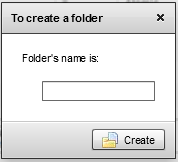 To create a folder
Folder's name is:
Create